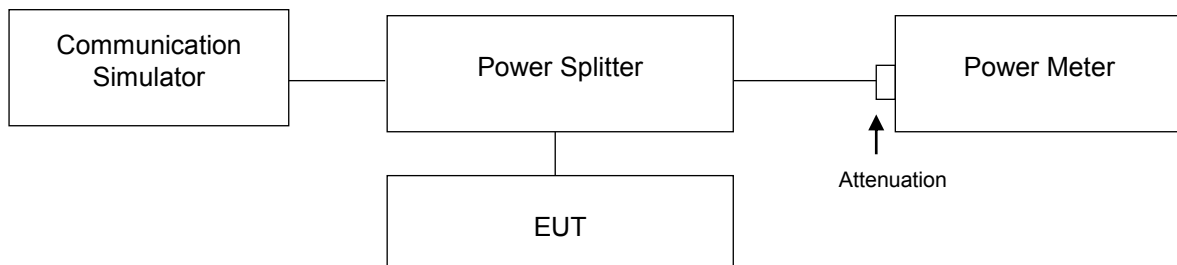 Communication
Simulator
Power Splitter
Power Meter
Attenuation
EUT